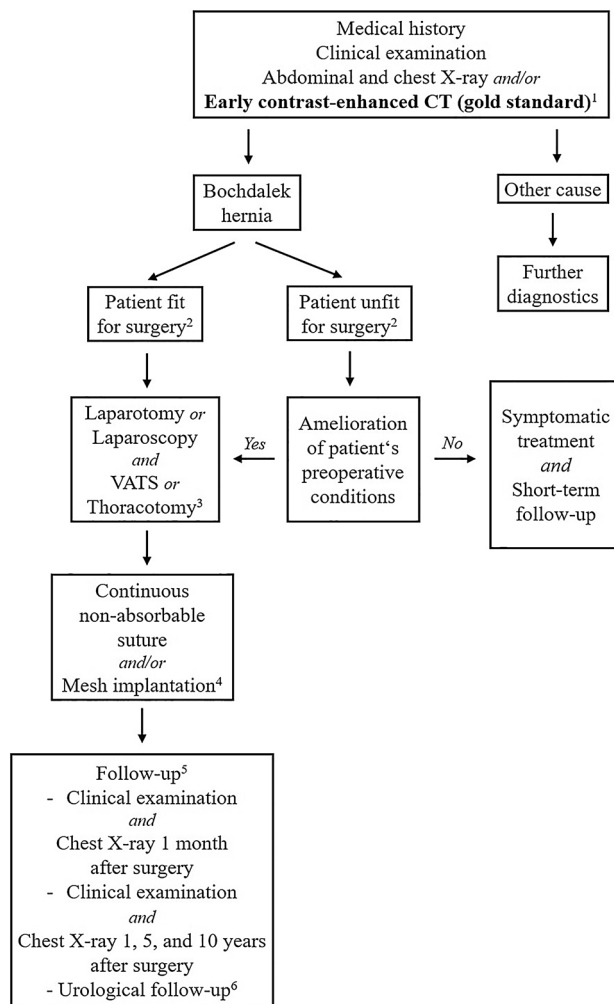 Medical history
Clinical examination
Abdominal and chest X-ray and/or
Early contrast-enhanced CT (gold standard)¹
Bochdalek
hernia
Other cause
Further
diagnostics
Patient fit
for surgery²
Patient unfit
for surgery²
Laparotomy or
Laparoscopy
and
VATS or
Thoracotomy³
Yes
Amelioration
of patient‘s
preoperative
conditions
No
Symptomatic
treatment
and
Short-term
follow-up
Continuous
non-absorbable
suture
and/or
Mesh implantation⁴
Follow-up⁵
- Clinical examination
and
Chest X-ray 1 month
after surgery
- Clinical examination
and
Chest X-ray 1, 5, and 10 years
after surgery
- Urological follow-up⁶